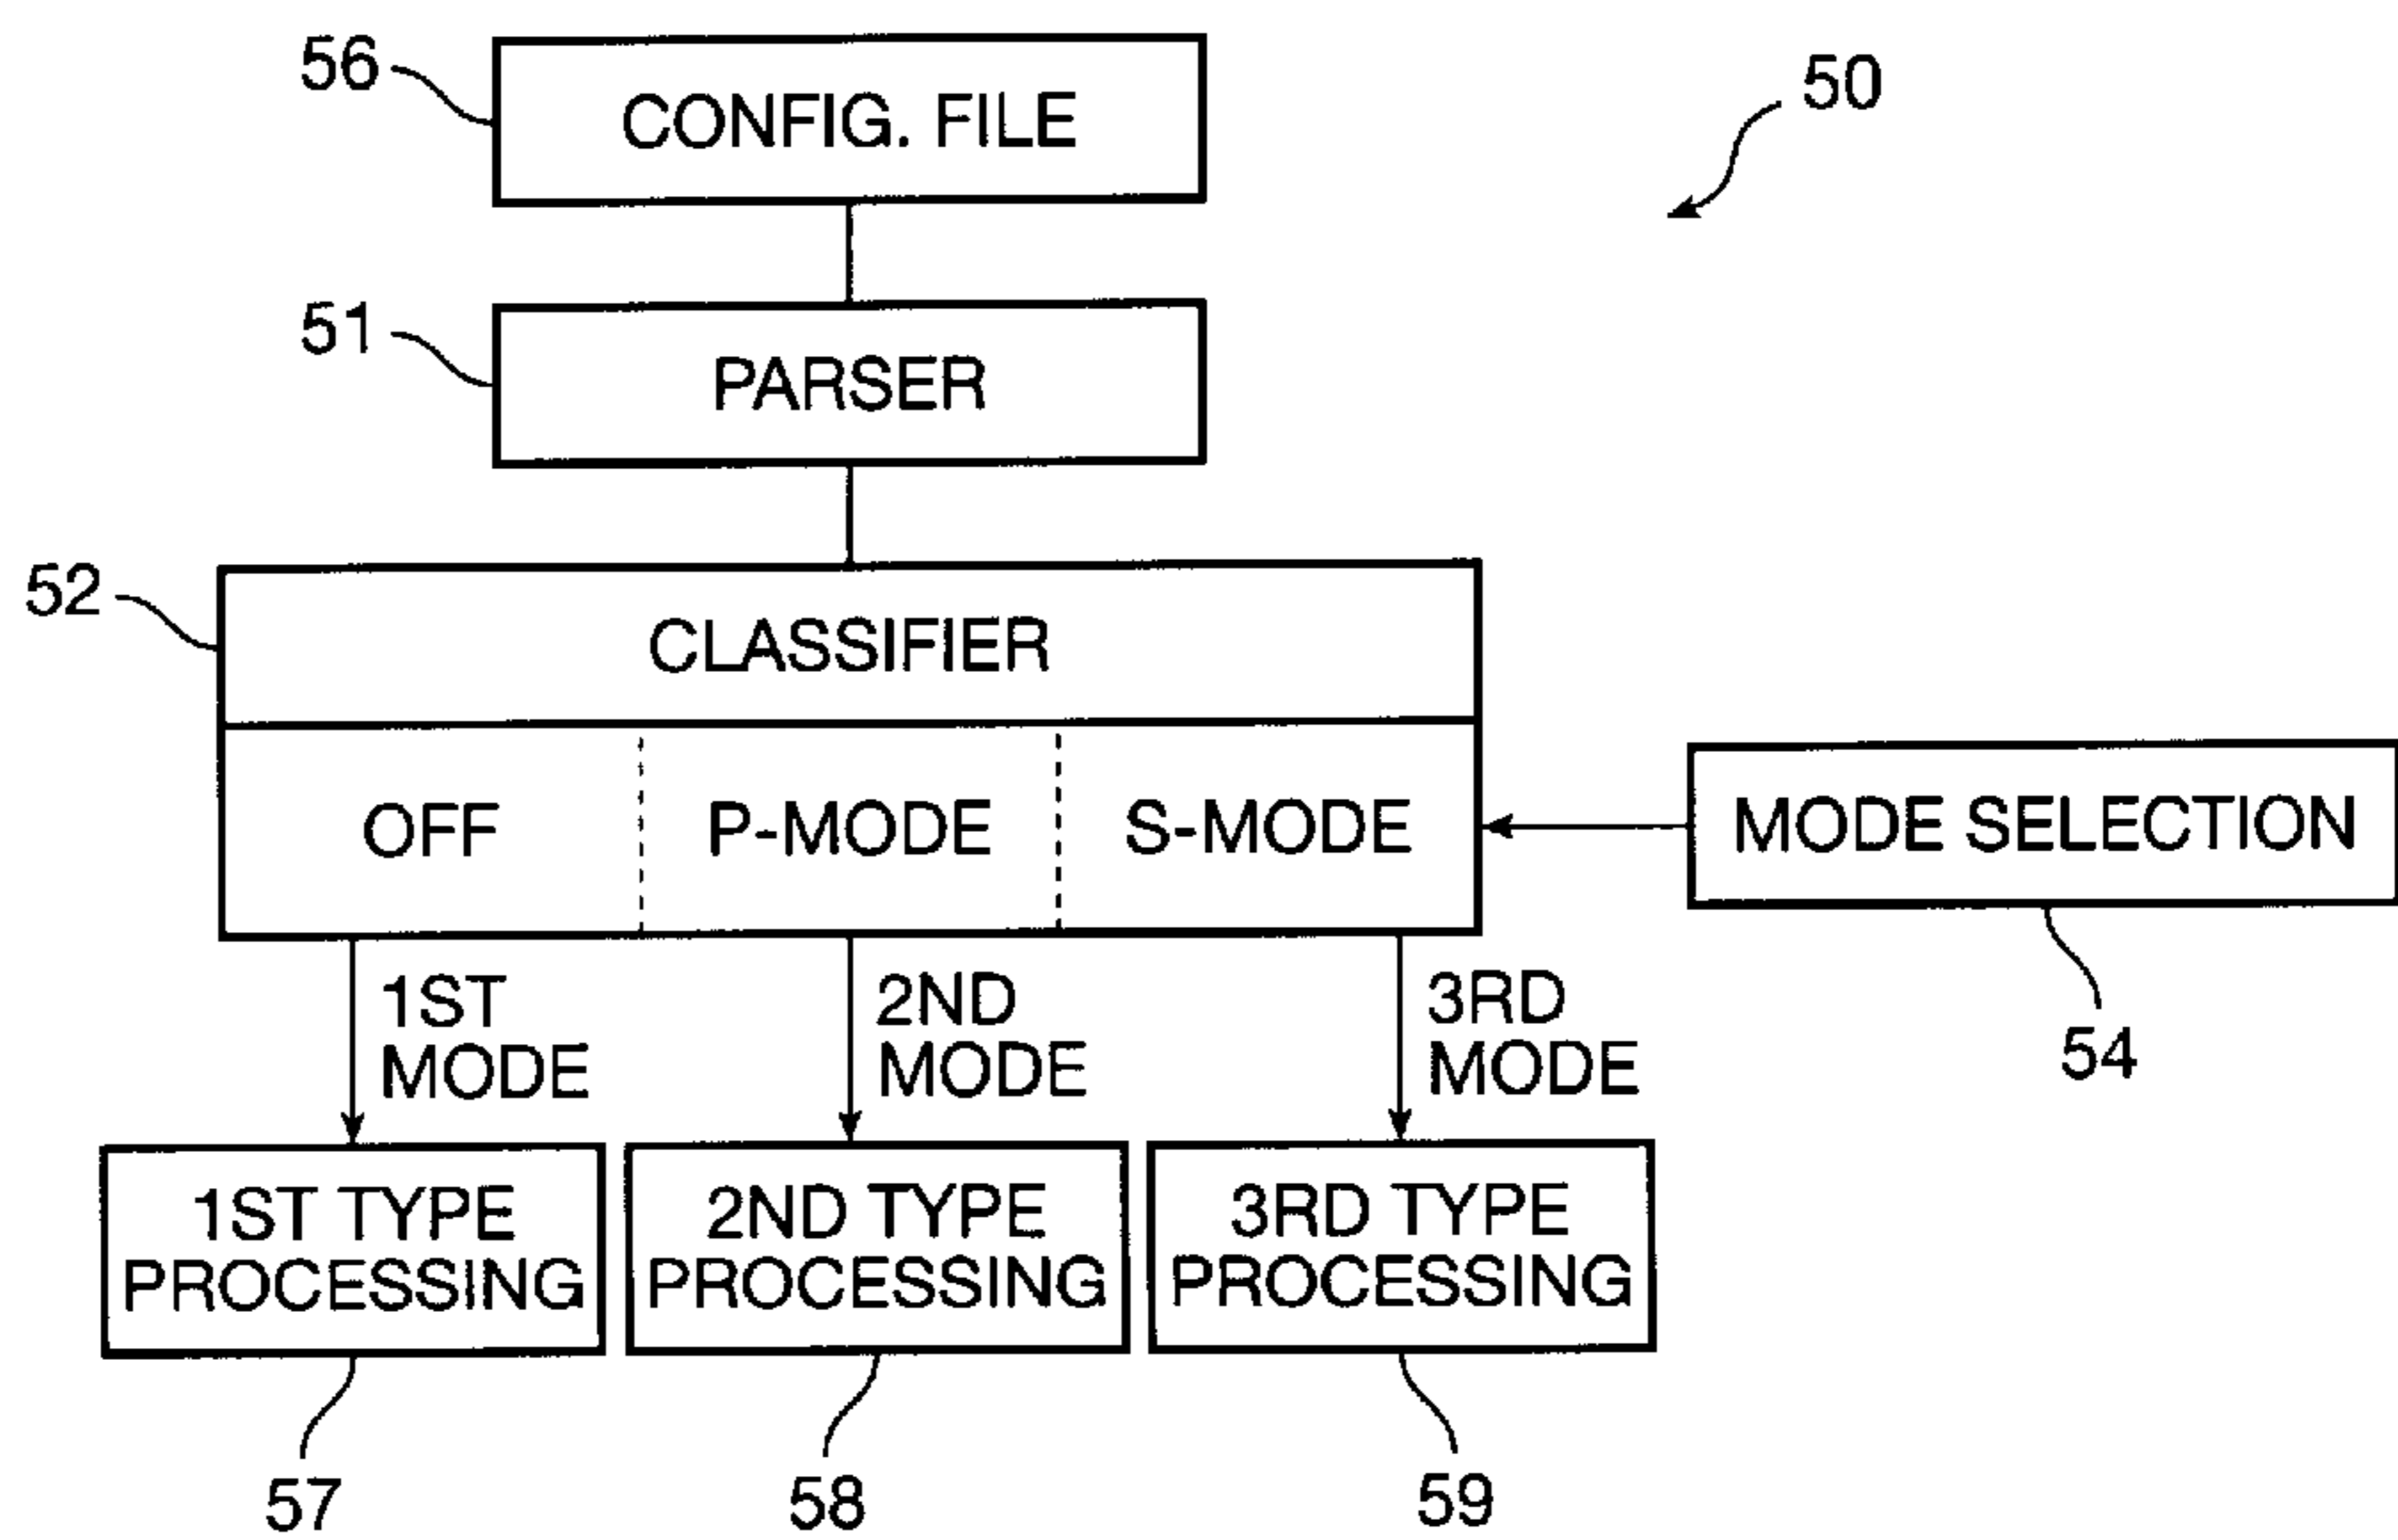 56
CONFIG. FILE
50
51
PARSER
52
CLASSIFIER
OFF
P-MODE
S-MODE
MODE SELECTION
54
1ST
MODE
2ND
MODE
3RD
MODE
1ST TYPE
PROCESSING
2ND TYPE
PROCESSING
3RD TYPE
PROCESSING
57
58
59